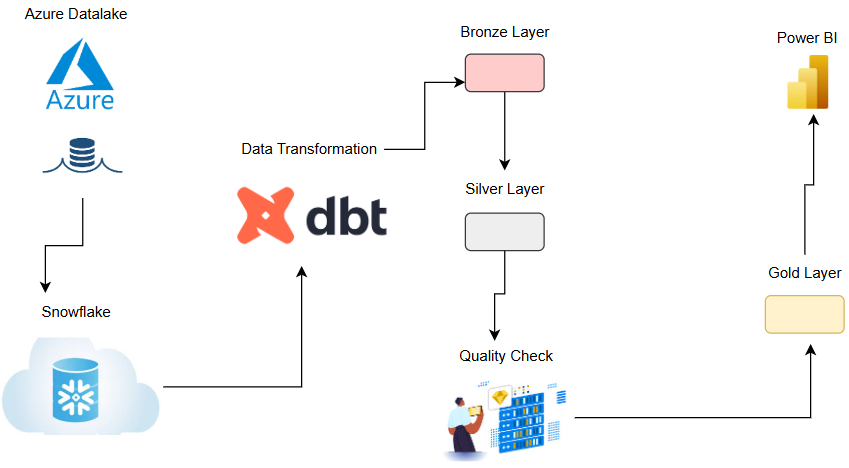 Azure Datalake
Azure
Snowflake
Data Transformation
dbt
Bronze Layer
Silver Layer
Quality Check
Gold Layer
Power BI